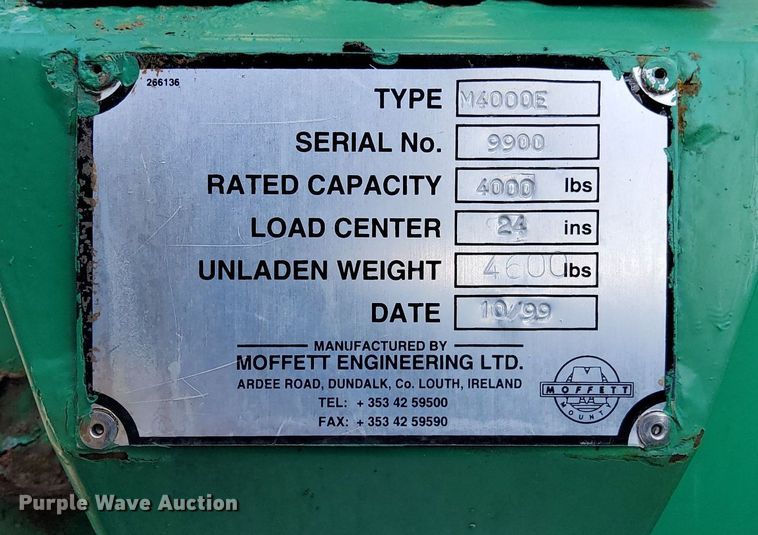 266136
TYPE M4000E
SERIAL No. 9900
RATED CAPACITY 4000 lbs
LOAD CENTER 24 ins
UNLADEN WEIGHT 4600 lbs
DATE 10/99
MANUFACTURED BY
MOFFETT ENGINEERING LTD.
ARDEE ROAD, DUNDALK, Co. LOUTH, IRELAND
TEL: + 353 42 59500
FAX: + 353 42 59590
MOFFETT
MOUNTY
Purple Wave Auction